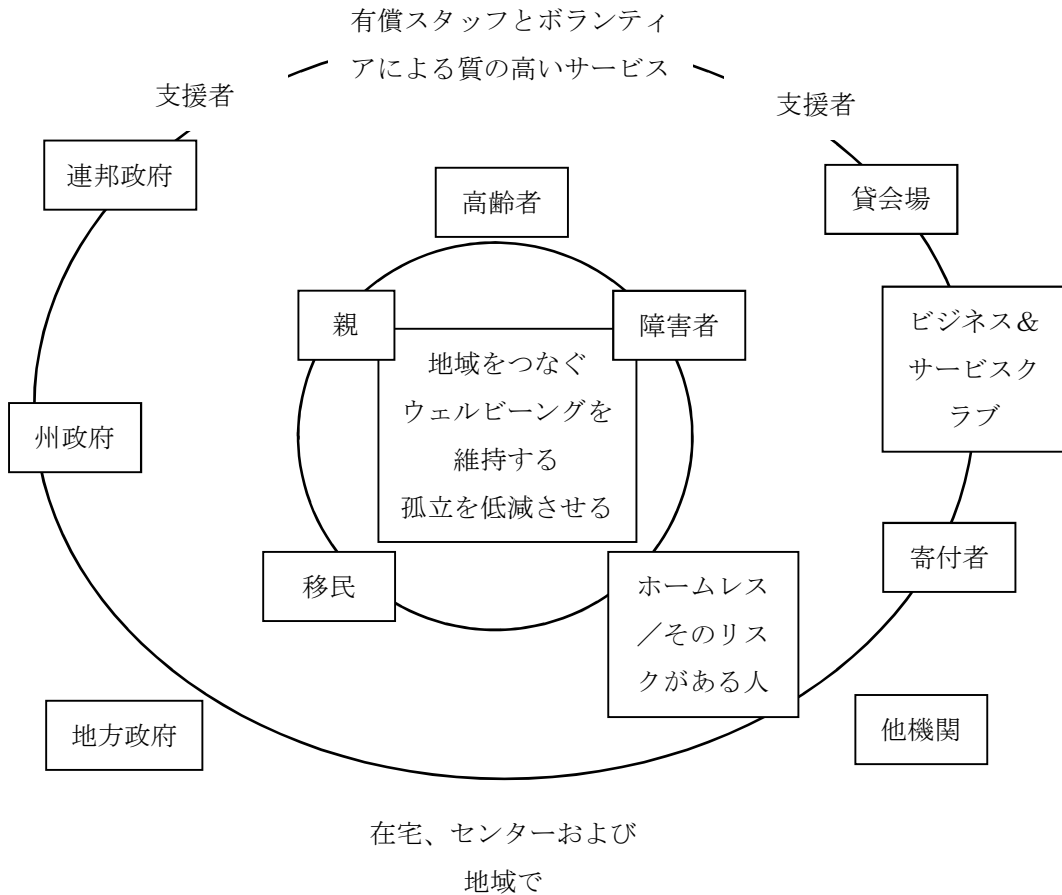 有償スタッフとボランティ
アによる質の高いサービス
支援者
支援者
連邦政府
高齢者
貸会場
親
障害者
ビジネス&
サービスク
ラブ
地域をつなぐ
ウェルビーングを
維持する
孤立を低減させる
州政府
移民
ホームレス
/そのリス
クがある人
寄付者
地方政府
他機関
在宅、センターおよび
地域で